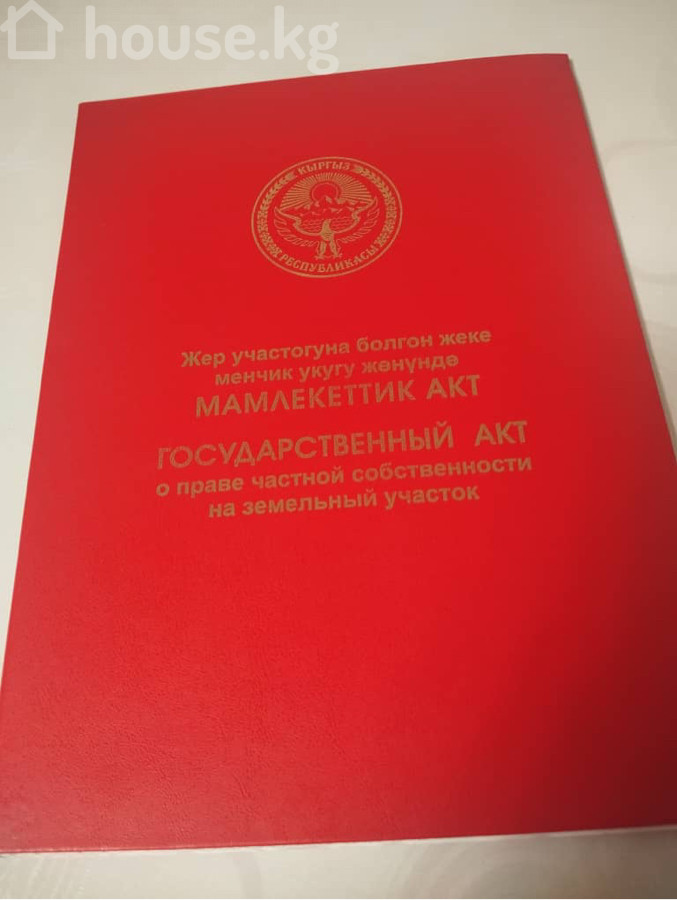 house.kg
КЫРГЫЗ
РЕСПУБЛИКАСЫ
Жер участогуна болгон жеке
менчик укугу жөнүндө
МАМЛЕКЕТТИК АКТ
ГОСУДАРСТВЕННЫЙ АКТ
о праве частной собственности
на земельный участок